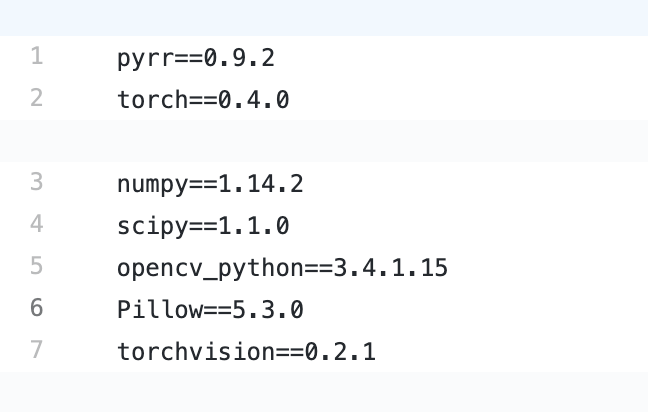 1 pyrr==0.9.2
2 torch==0.4.0
3 numpy==1.14.2
4 scipy==1.1.0
5 opencv_python==3.4.1.15
6 Pillow==5.3.0
7 torchvision==0.2.1